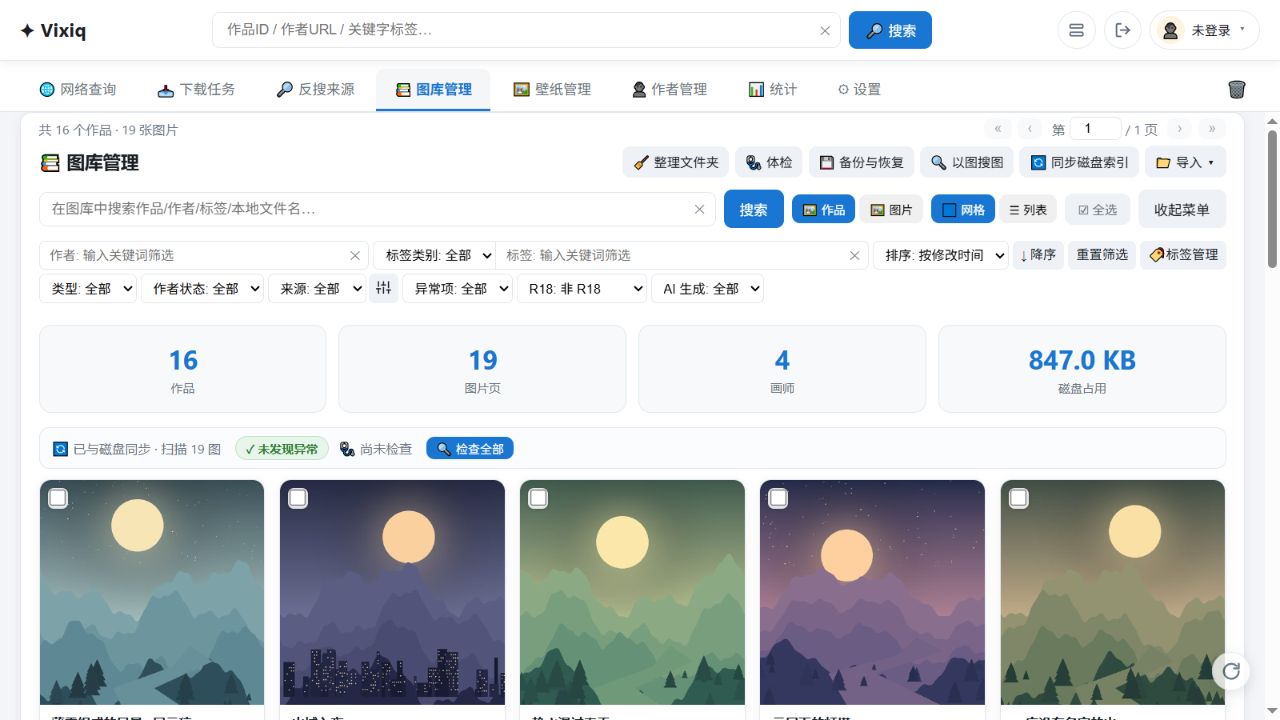 ✦ Vixiq
作品ID / 作者URL / 关键字标签…
搜索
未登录
网络查询
下载任务
反搜来源
图库管理
壁纸管理
作者管理
统计
设置
共 16 个作品 · 19 张图片
« ‹ 第 1 / 1 页 › »
图库管理
整理文件夹
体检
备份与恢复
以图搜图
同步磁盘索引
导入
在图库中搜索作品/作者/标签/本地文件名…
搜索
作品
图片
网格
列表
全选
收起菜单
作者: 输入关键词筛选
标签类别: 全部
标签: 输入关键词筛选
排序: 按修改时间
↓ 降序
重置筛选
标签管理
类型: 全部
作者状态: 全部
来源: 全部
异常项: 全部
R18: 非 R18
AI 生成: 全部
16
作品
19
图片页
4
画师
847.0 KB
磁盘占用
已与磁盘同步 · 扫描 19 图
✓ 未发现异常
尚未检查
检查全部